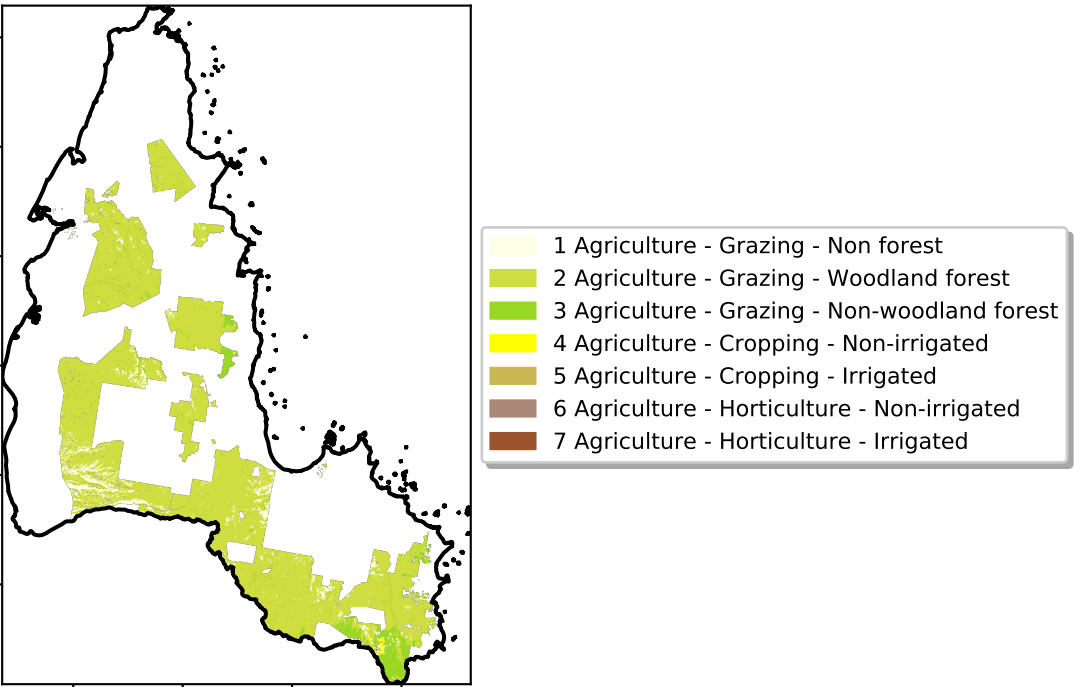 1 Agriculture - Grazing - Non forest
2 Agriculture - Grazing - Woodland forest
3 Agriculture - Grazing - Non-woodland forest
4 Agriculture - Cropping - Non-irrigated
5 Agriculture - Cropping - Irrigated
6 Agriculture - Horticulture - Non-irrigated
7 Agriculture - Horticulture - Irrigated